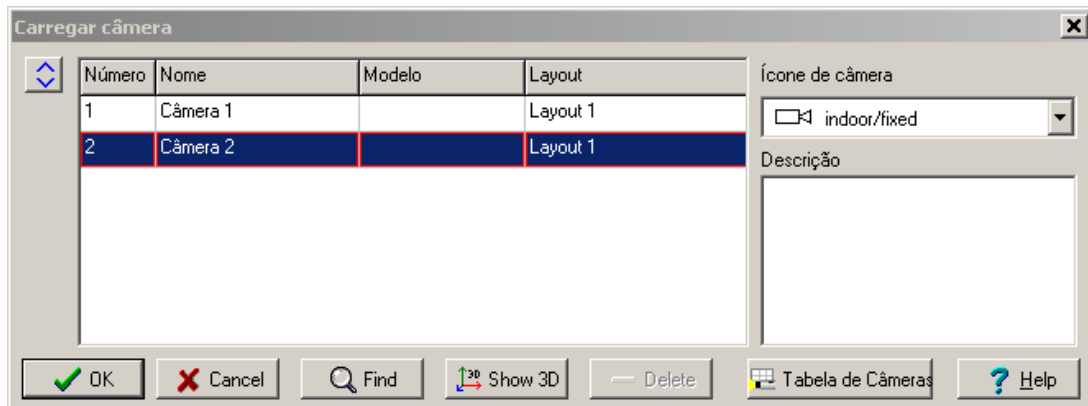 Carregar câmera
Número Nome Modelo Layout
1 Câmera 1 Layout 1
2 Câmera 2 Layout 1
Ícone de câmera
indoor/fixed
Descrição
OK Cancel Find 3D Show 3D Delete Tabela de Câmeras ? Help